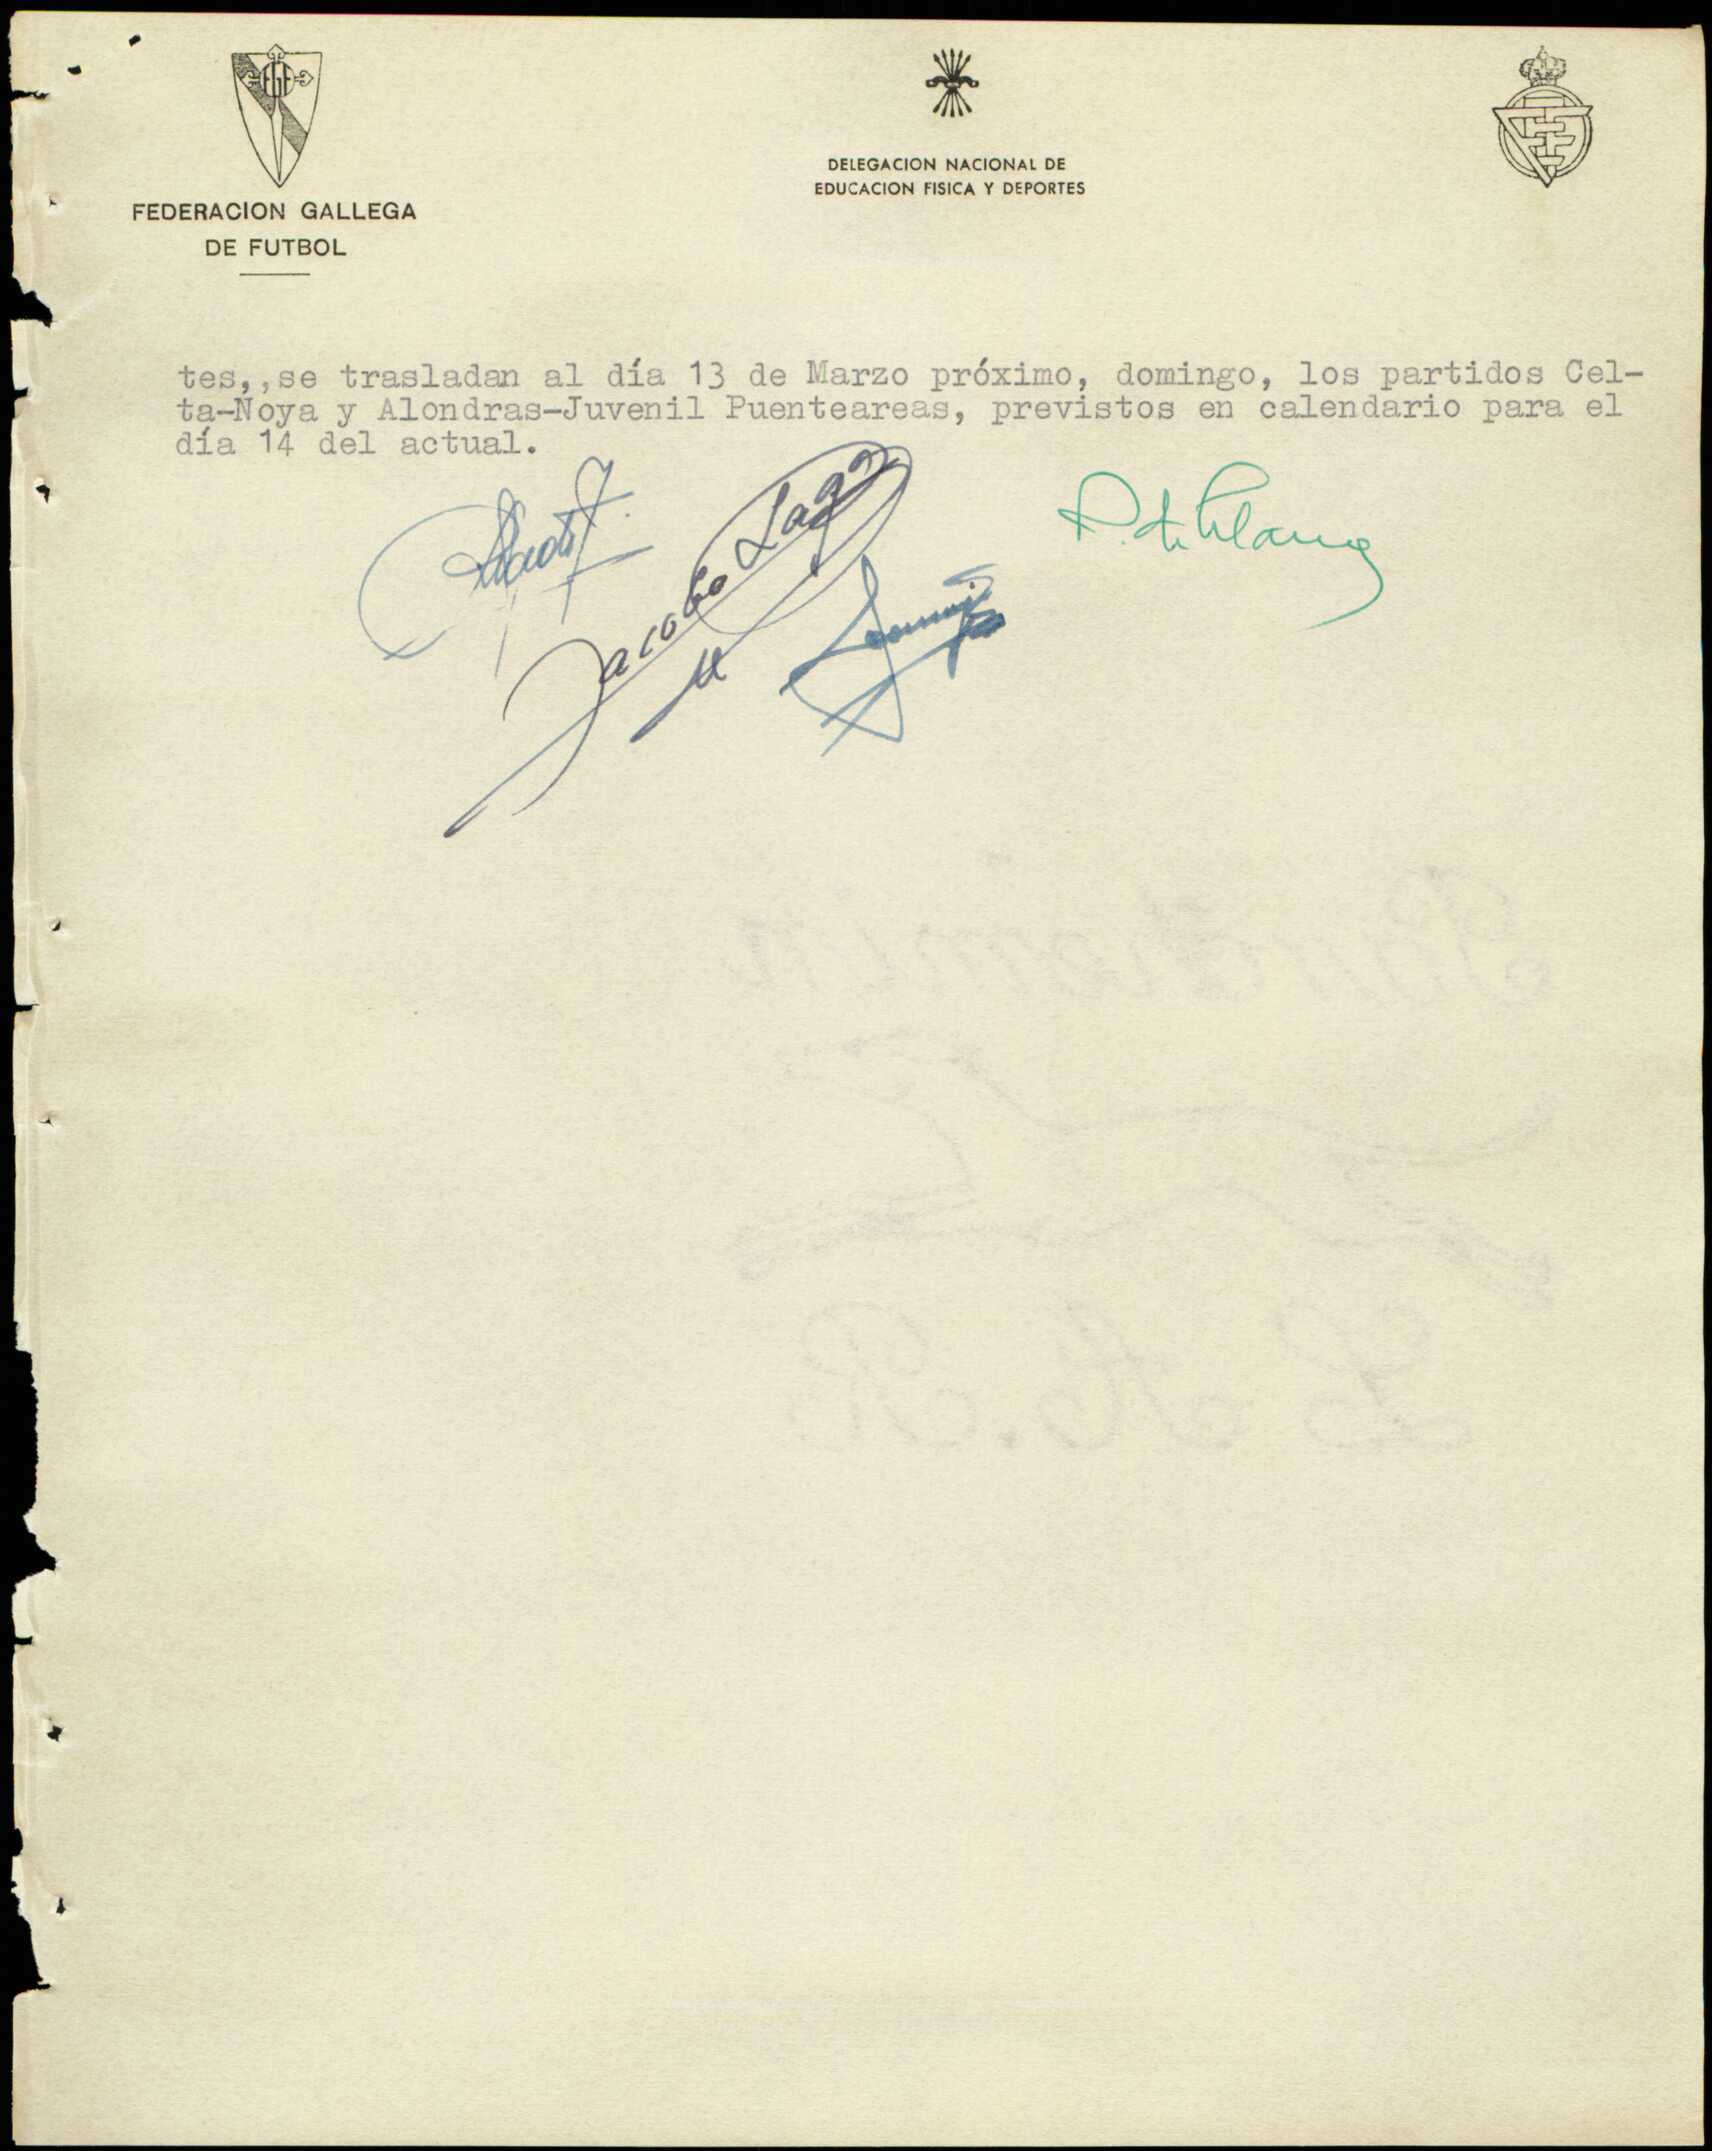 FGF
FEDERACION GALLEGA
DE FUTBOL
DELEGACION NACIONAL DE
EDUCACION FISICA Y DEPORTES
tes,,se trasladan al día 13 de Marzo próximo, domingo, los partidos Cel-
ta-Noya y Alondras-Juvenil Puenteareas, previstos en calendario para el
día 14 del actual.
Jacobo Lago